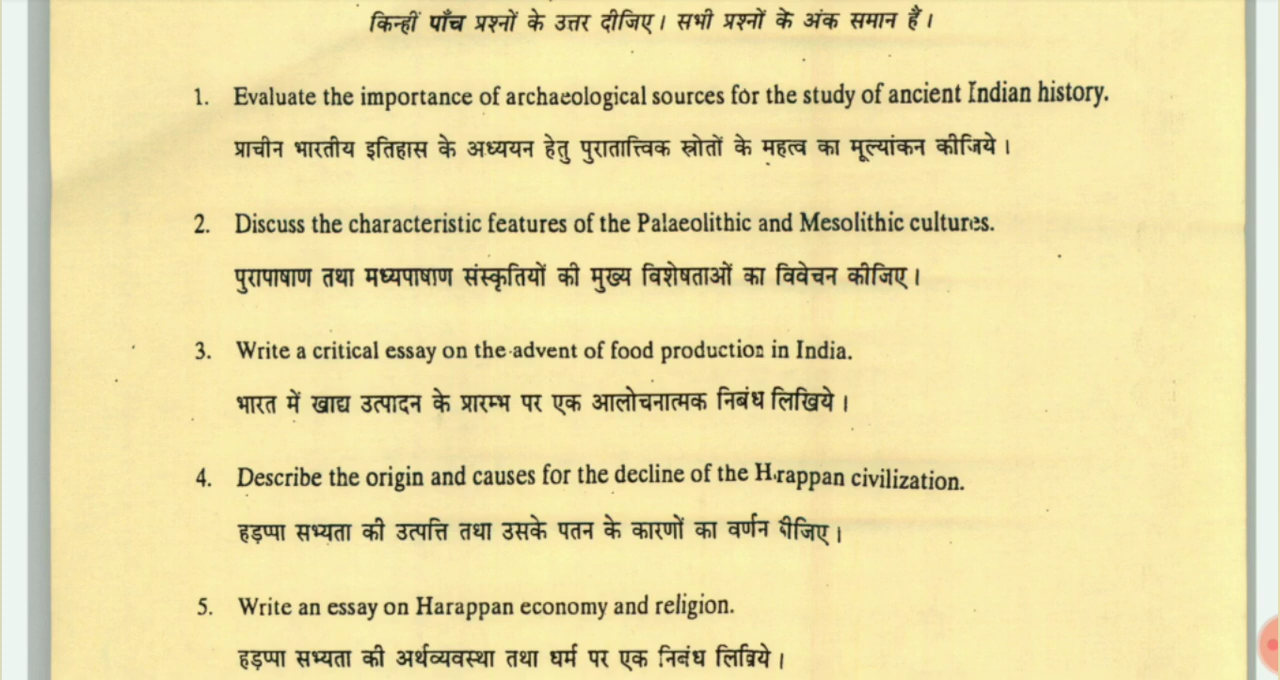 किन्हीं पाँच प्रश्नों के उत्तर दीजिए। सभी प्रश्नों के अंक समान हैं।
1. Evaluate the importance of archaeological sources for the study of ancient Indian history.
प्राचीन भारतीय इतिहास के अध्ययन हेतु पुरातात्त्विक स्रोतों के महत्व का मूल्यांकन कीजिये।
2. Discuss the characteristic features of the Palaeolithic and Mesolithic cultures.
पुरापाषाण तथा मध्यपाषाण संस्कृतियों की मुख्य विशेषताओं का विवेचन कीजिए।
3. Write a critical essay on the advent of food production in India.
भारत में खाद्य उत्पादन के प्रारम्भ पर एक आलोचनात्मक निबंध लिखिये।
4. Describe the origin and causes for the decline of the Harappan civilization.
हड़प्पा सभ्यता की उत्पत्ति तथा उसके पतन के कारणों का वर्णन कीजिए।
5. Write an essay on Harappan economy and religion.
हड़प्पा सभ्यता की अर्थव्यवस्था तथा धर्म पर एक निबंध लिखिये।